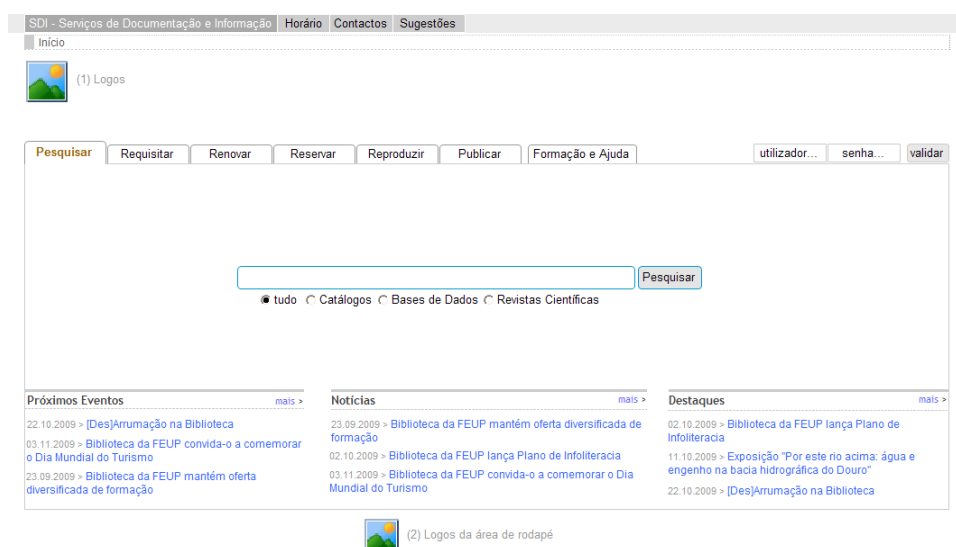 SDI - Serviços de Documentação e Informação Horário Contactos Sugestões
Início
(1) Logos
Pesquisar Requisitar Renovar Reservar Reproduzir Publicar Formação e Ajuda utilizador... senha... validar
Pesquisar
tudo Catálogos Bases de Dados Revistas Científicas
Próximos Eventos mais >
22.10.2009 > [Des]Arrumação na Biblioteca
03.11.2009 > Biblioteca da FEUP convida-o a comemorar
o Dia Mundial do Turismo
23.09.2009 > Biblioteca da FEUP mantém oferta
diversificada de formação
Notícias mais >
23.09.2009 > Biblioteca da FEUP mantém oferta diversificada de
formação
02.10.2009 > Biblioteca da FEUP lança Plano de Infoliteracia
03.11.2009 > Biblioteca da FEUP convida-o a comemorar o Dia
Mundial do Turismo
Destaques mais >
02.10.2009 > Biblioteca da FEUP lança Plano de
Infoliteracia
11.10.2009 > Exposição "Por este rio acima: água e
engenho na bacia hidrográfica do Douro"
22.10.2009 > [Des]Arrumação na Biblioteca
(2) Logos da área de rodapé